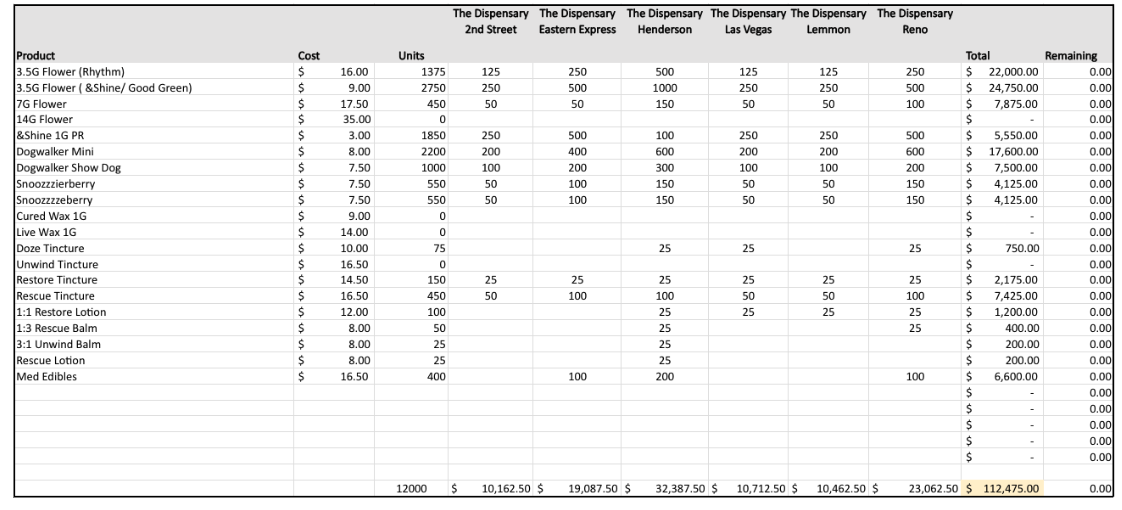 The Dispensary The Dispensary The Dispensary The Dispensary The Dispensary The Dispensary
2nd Street Eastern Express Henderson Las Vegas Lemmon Reno
Product Cost Units Total Remaining
3.5G Flower (Rhythm) $ 16.00 1375 125 250 500 125 125 250 $ 22,000.00 0.00
3.5G Flower ( &Shine/ Good Green) $ 9.00 2750 250 500 1000 250 250 500 $ 24,750.00 0.00
7G Flower $ 17.50 450 50 50 150 50 50 100 $ 7,875.00 0.00
14G Flower $ 35.00 0 $ - 0.00
&Shine 1G PR $ 3.00 1850 250 500 100 250 250 500 $ 5,550.00 0.00
Dogwalker Mini $ 8.00 2200 200 400 600 200 200 600 $ 17,600.00 0.00
Dogwalker Show Dog $ 7.50 1000 100 200 300 100 100 200 $ 7,500.00 0.00
Snoozzzierberry $ 7.50 550 50 100 150 50 50 150 $ 4,125.00 0.00
Snoozzzzeberry $ 7.50 550 50 100 150 50 50 150 $ 4,125.00 0.00
Cured Wax 1G $ 9.00 0 $ - 0.00
Live Wax 1G $ 14.00 0 $ - 0.00
Doze Tincture $ 10.00 75 25 25 25 $ 750.00 0.00
Unwind Tincture $ 16.50 0 $ - 0.00
Restore Tincture $ 14.50 150 25 25 25 25 25 25 $ 2,175.00 0.00
Rescue Tincture $ 16.50 450 50 100 100 50 50 100 $ 7,425.00 0.00
1:1 Restore Lotion $ 12.00 100 25 25 25 25 $ 1,200.00 0.00
1:3 Rescue Balm $ 8.00 50 25 25 $ 400.00 0.00
3:1 Unwind Balm $ 8.00 25 25 $ 200.00 0.00
Rescue Lotion $ 8.00 25 25 $ 200.00 0.00
Med Edibles $ 16.50 400 100 200 100 $ 6,600.00 0.00
$ - 0.00
$ - 0.00
$ - 0.00
$ - 0.00
$ - 0.00
12000 $ 10,162.50 $ 19,087.50 $ 32,387.50 $ 10,712.50 $ 10,462.50 $ 23,062.50 $ 112,475.00 0.00